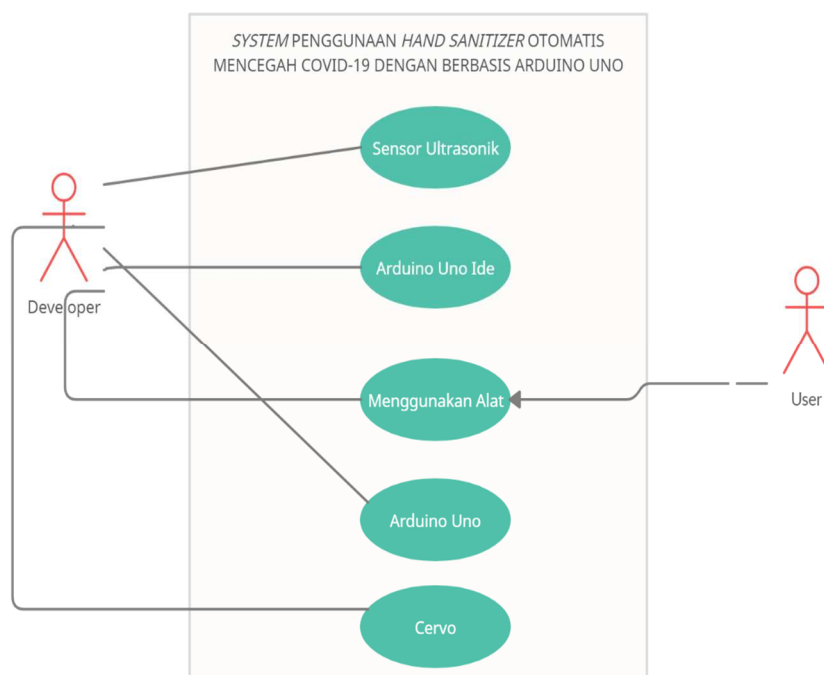 SYSTEM PENGGUNAAN HAND SANITIZER OTOMATIS
MENCEGAH COVID-19 DENGAN BERBASIS ARDUINO UNO
Sensor Ultrasonik
Arduino Uno Ide
Developer
Menggunakan Alat
User
Arduino Uno
Cervo